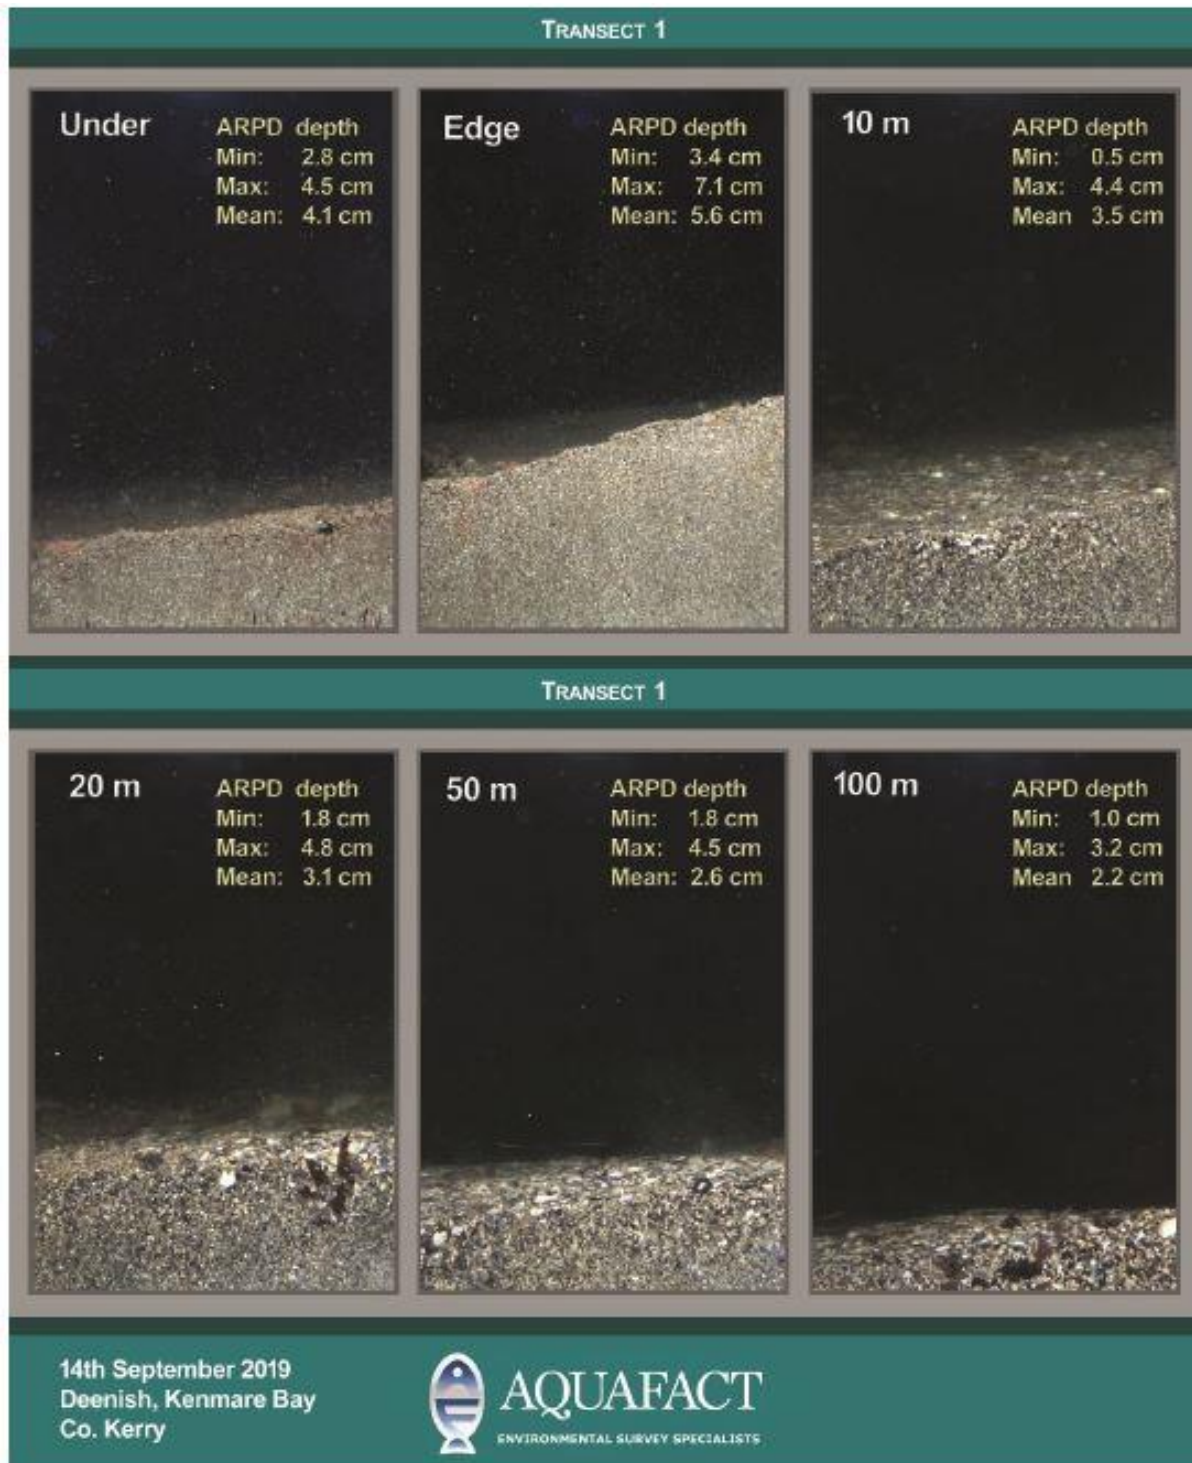 TRANSECT 1
Under
ARPD depth
Min: 2.8 cm
Max: 4.5 cm
Mean: 4.1 cm
Edge
ARPD depth
Min: 3.4 cm
Max: 7.1 cm
Mean: 5.6 cm
10 m
ARPD depth
Min: 0.5 cm
Max: 4.4 cm
Mean 3.5 cm
TRANSECT 1
20 m
ARPD depth
Min: 1.8 cm
Max: 4.8 cm
Mean: 3.1 cm
50 m
ARPD depth
Min: 1.8 cm
Max: 4.5 cm
Mean: 2.6 cm
100 m
ARPD depth
Min: 1.0 cm
Max: 3.2 cm
Mean 2.2 cm
14th September 2019
Deenish, Kenmare Bay
Co. Kerry
AQUAFACT
ENVIRONMENTAL SURVEY SPECIALISTS